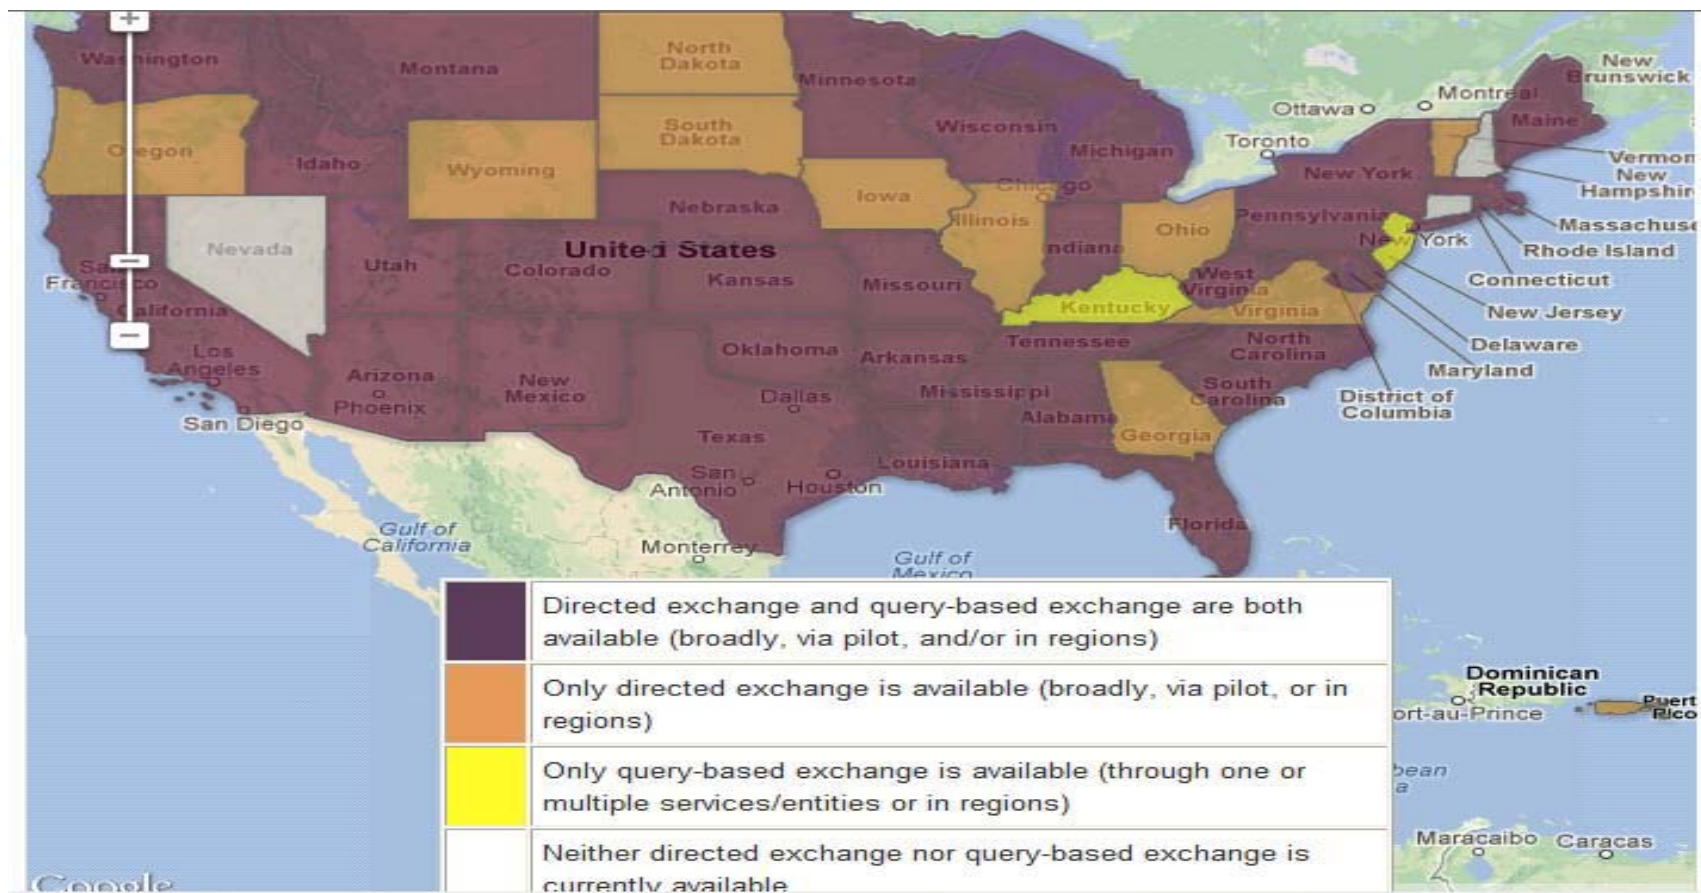 Washington
Montana
North
Dakota
Minnesota
New
Brunswick
Montreal
Ottawa
Maine
Oregon
South
Dakota
Wisconsin
Toronto
Idaho
Wyoming
Michigan
Vermon
New York
New
Hampshir
Chicago
Iowa
Nebraska
Illinois
Ohio
Pennsylvania
Massachuse
Nevada
United States
Indiana
New York
Rhode Island
Utah
Colorado
Kansas
Missouri
West
Virginia
Connecticut
San
Francisco
California
Kentucky
Virginia
New Jersey
Los
Angeles
Oklahoma
Arkansas
Tennessee
North
Carolina
Delaware
Maryland
Arizona
Phoenix
New
Mexico
Dallas
Mississippi
South
Carolina
District of
Columbia
San Diego
Alabama
Georgia
Texas
San
Antonio
Houston
Louisiana
Gulf of
California
Monterrey
Gulf of
Mexico
Florida
Directed exchange and query-based exchange are both
available (broadly, via pilot, and/or in regions)
Only directed exchange is available (broadly, via pilot, or in
regions)
Only query-based exchange is available (through one or
multiple services/entities or in regions)
Neither directed exchange nor query-based exchange is
currently available
Dominican
Republic
ort-au-Prince
Puert
Rico
bean
a
Maracaibo
Caracas
Google